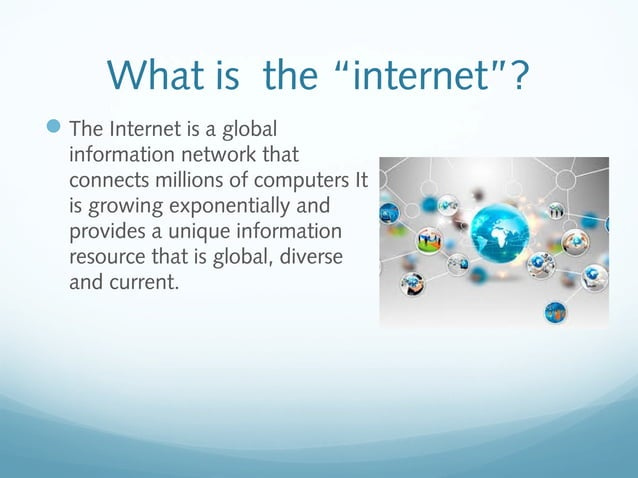 What is  the “internet”?
The Internet is a global
information network that
connects millions of computers It
is growing exponentially and
provides a unique information
resource that is global, diverse
and current.